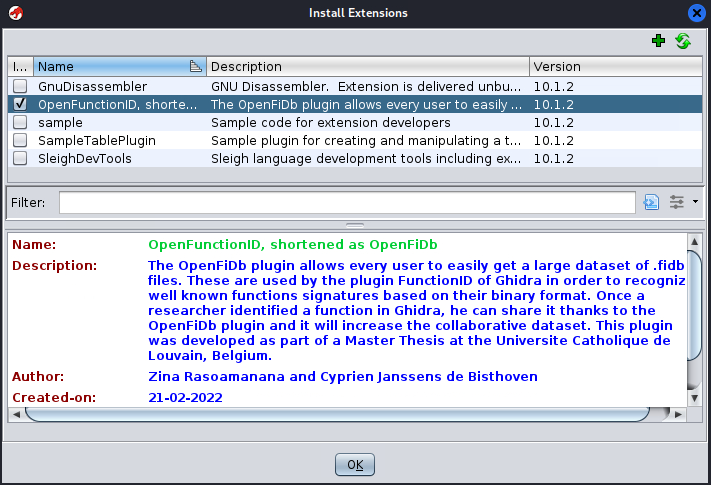 Install Extensions
I... Name Description Version
GnuDisassembler GNU Disassembler. Extension is delivered unbu... 10.1.2
OpenFunctionID, shorte... The OpenFiDb plugin allows every user to easily ... 10.1.2
sample Sample code for extension developers 10.1.2
SampleTablePlugin Sample plugin for creating and manipulating a t... 10.1.2
SleighDevTools Sleigh language development tools including ex... 10.1.2
Filter:
Name: OpenFunctionID, shortened as OpenFiDb
Description: The OpenFiDb plugin allows every user to easily get a large dataset of .fidb
files. These are used by the plugin FunctionID of Ghidra in order to recogniz
well known functions signatures based on their binary format. Once a
researcher identified a function in Ghidra, he can share it thanks to the
OpenFiDb plugin and it will increase the collaborative dataset. This plugin
was developed as part of a Master Thesis at the Universite Catholique de
Louvain, Belgium.
Author: Zina Rasoamanana and Cyprien Janssens de Bisthoven
Created-on: 21-02-2022
OK